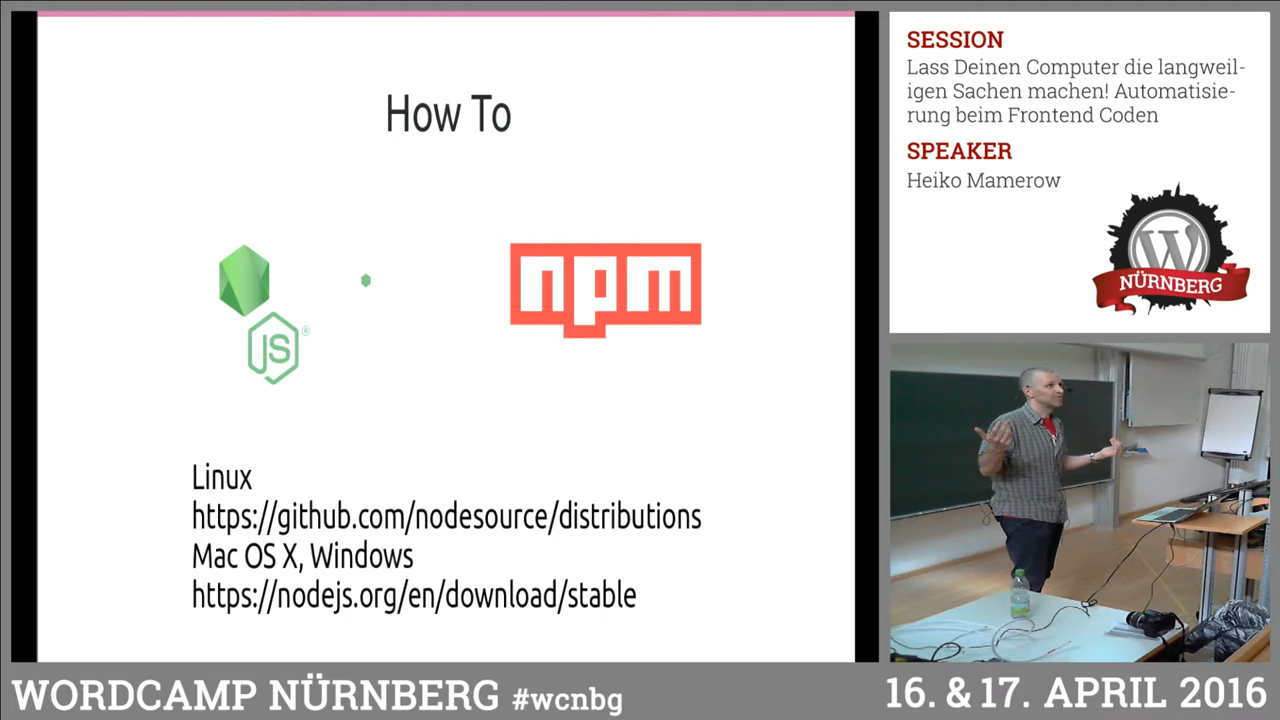 How To
JS
®
npm
Linux
https://github.com/nodesource/distributions
Mac OS X, Windows
https://nodejs.org/en/download/stable
SESSION
Lass Deinen Computer die langweil-
igen Sachen machen! Automatisie-
rung beim Frontend Coden
SPEAKER
Heiko Mamerow
W
NÜRNBERG
WORDCAMP NÜRNBERG #wcnbg
16. & 17. APRIL 2016